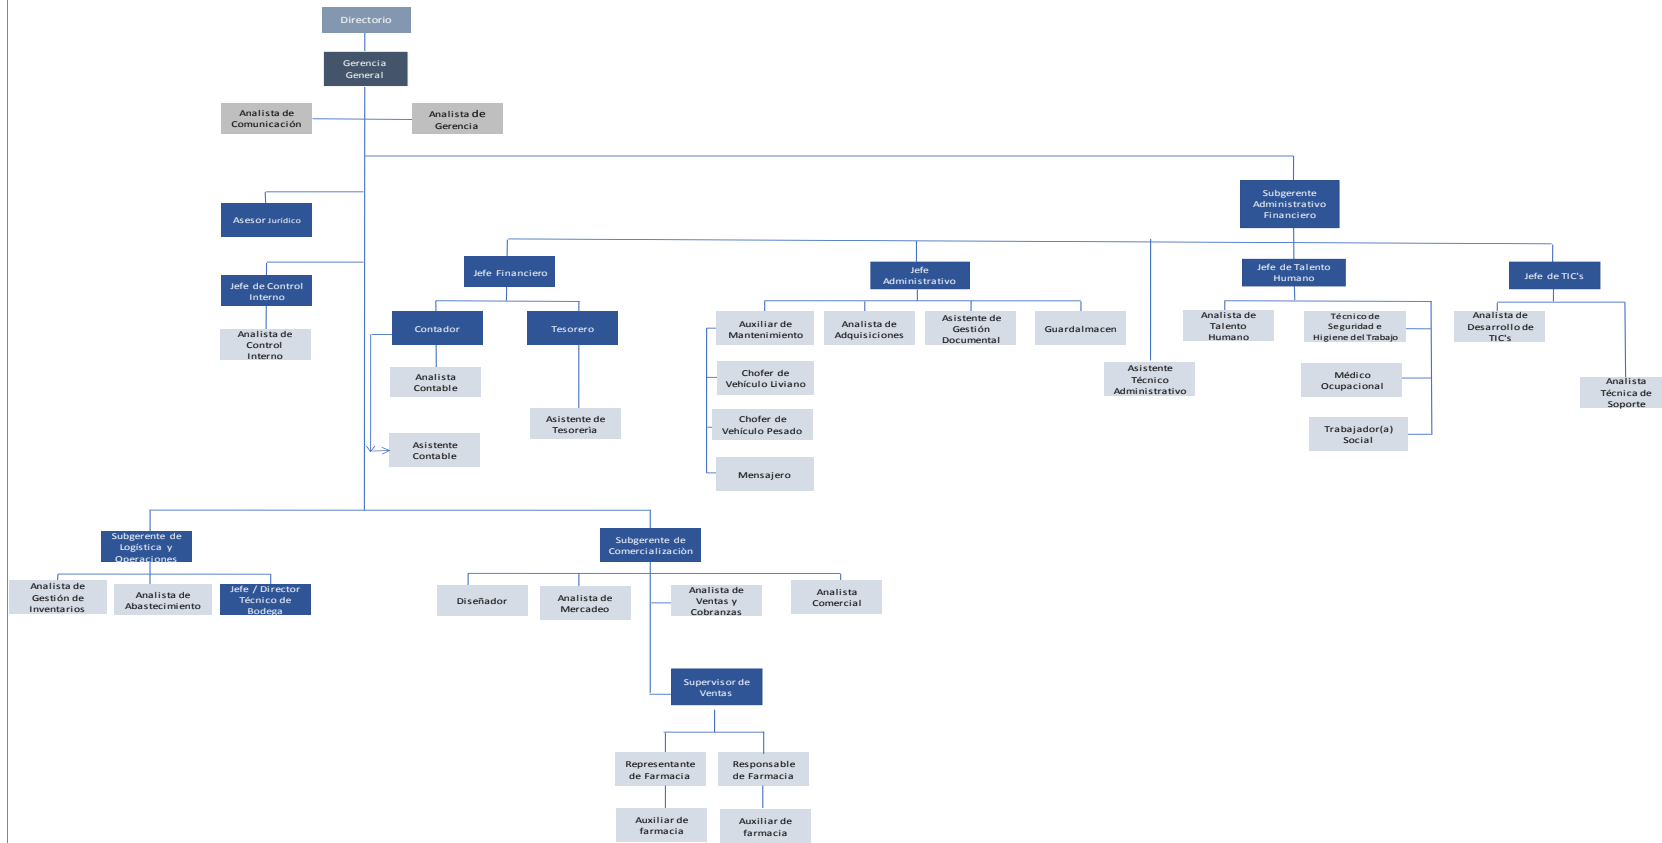 Directorio
Gerencia
General
Analista de
Comunicación
Analista de
Gerencia
Subgerente
Administrativo
Financiero
Asesor Jurídico
Jefe de Control
Interno
Analista de
Control
Interno
Jefe Financiero
Jefe
Administrativo
Jefe de Talento
Humano
Jefe de TIC's
Contador
Tesorero
Auxiliar de
Mantenimiento
Analista de
Adquisiciones
Asistente de
Gestión
Documental
Guardalmacen
Analista de
Talento
Humano
Técnico de
Seguridad e
Higiene del Trabajo
Analista de
Desarrollo de
TIC's
Analista
Contable
Chofer de
Vehículo Liviano
Asistente
Técnico
Administrativo
Médico
Ocupacional
Analista
Técnica de
Soporte
Asistente de
Tesorerìa
Chofer de
Vehículo Pesado
Trabajador(a)
Social
Asistente
Contable
Mensajero
Subgerente de
Logística y
Operaciones
Subgerente de
Comercializaciòn
Analista de
Gestión de
Inventarios
Analista de
Abastecimiento
Jefe / Director
Técnico de
Bodega
Diseñador
Analista de
Mercadeo
Analista de
Ventas y
Cobranzas
Analista
Comercial
Supervisor de
Ventas
Representante
de Farmacia
Responsable
de Farmacia
Auxiliar de
farmacia
Auxiliar de
farmacia